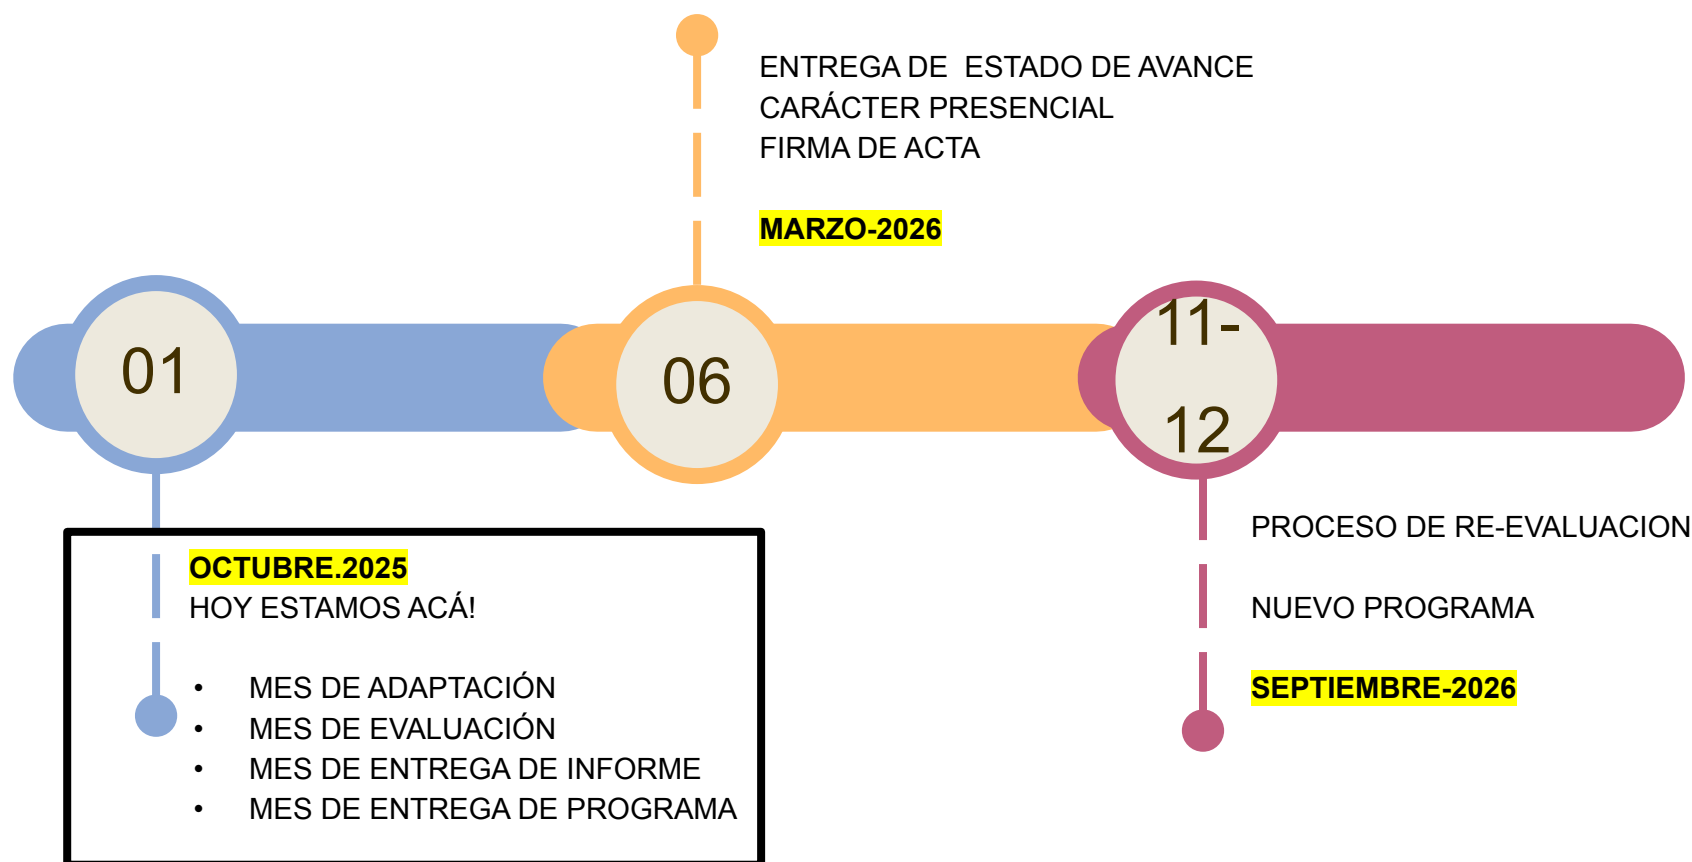 ENTREGA DE ESTADO DE AVANCE
CARÁCTER PRESENCIAL
FIRMA DE ACTA
MARZO-2026
01
06
11-
12
OCTUBRE.2025
HOY ESTAMOS ACÁ!
• MES DE ADAPTACIÓN
• MES DE EVALUACIÓN
• MES DE ENTREGA DE INFORME
• MES DE ENTREGA DE PROGRAMA
PROCESO DE RE-EVALUACION
NUEVO PROGRAMA
SEPTIEMBRE-2026